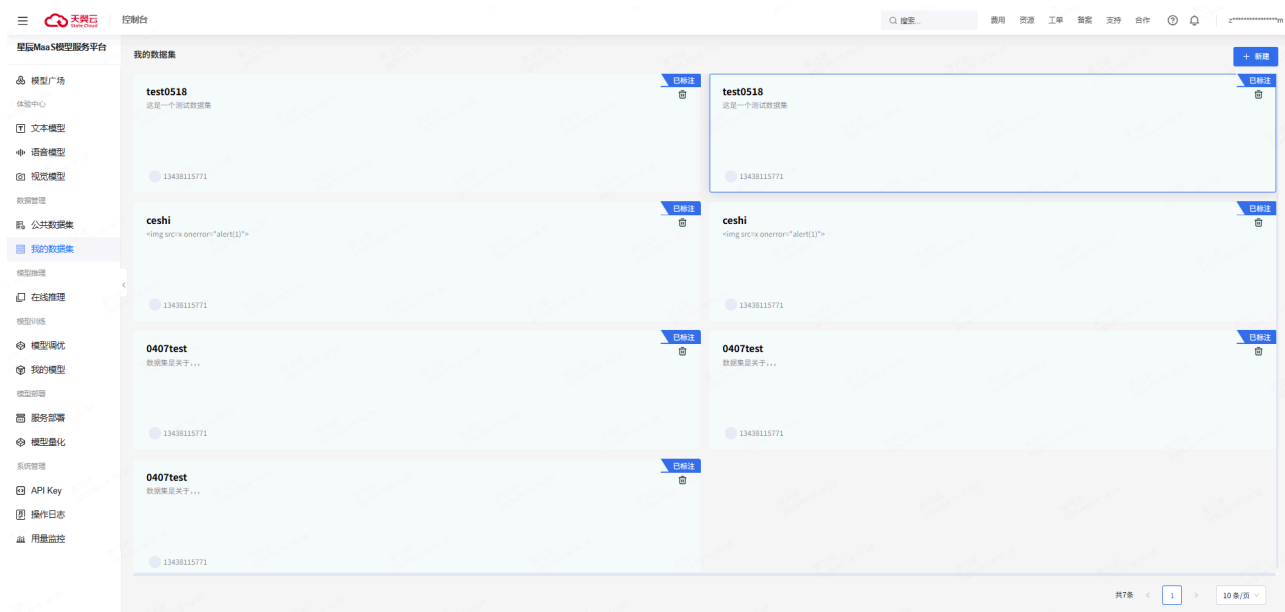 天翼云
State Cloud
控制台
搜索...
费用 资源 工单 备案 支持 合作
z****************m
星辰MaaS模型服务平台
模型广场
体验中心
文本模型
语音模型
视觉模型
数据管理
公共数据集
我的数据集
模型推理
在线推理
模型训练
模型调优
我的模型
模型部署
服务部署
模型量化
系统管理
API Key
操作日志
用量监控
我的数据集
+ 新建
已标注
test0518
这是一个测试数据集
13438115771
已标注
test0518
这是一个测试数据集
13438115771
已标注
ceshi
<img src=x onerror="alert(1)">
13438115771
已标注
ceshi
<img src=x onerror="alert(1)">
13438115771
已标注
0407test
数据集是关于,,,
13438115771
已标注
0407test
数据集是关于,,,
13438115771
已标注
0407test
数据集是关于,,,
13438115771
共7条 < 1 > 10 条/页